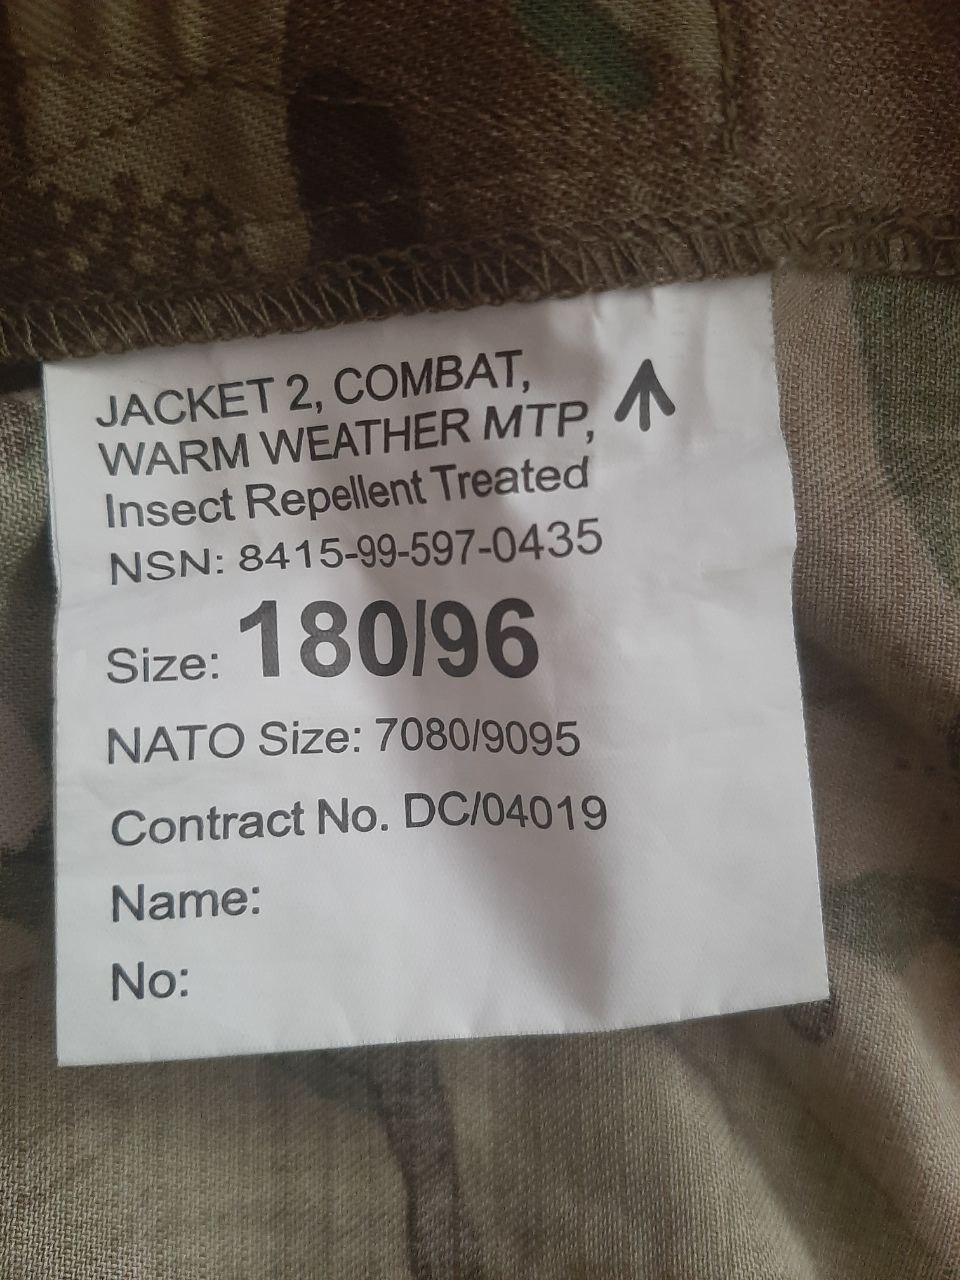 JACKET 2, COMBAT,
WARM WEATHER MTP,
Insect Repellent Treated
NSN: 8415-99-597-0435
Size: 180/96
NATO Size: 7080/9095
Contract No. DC/04019
Name:
No: